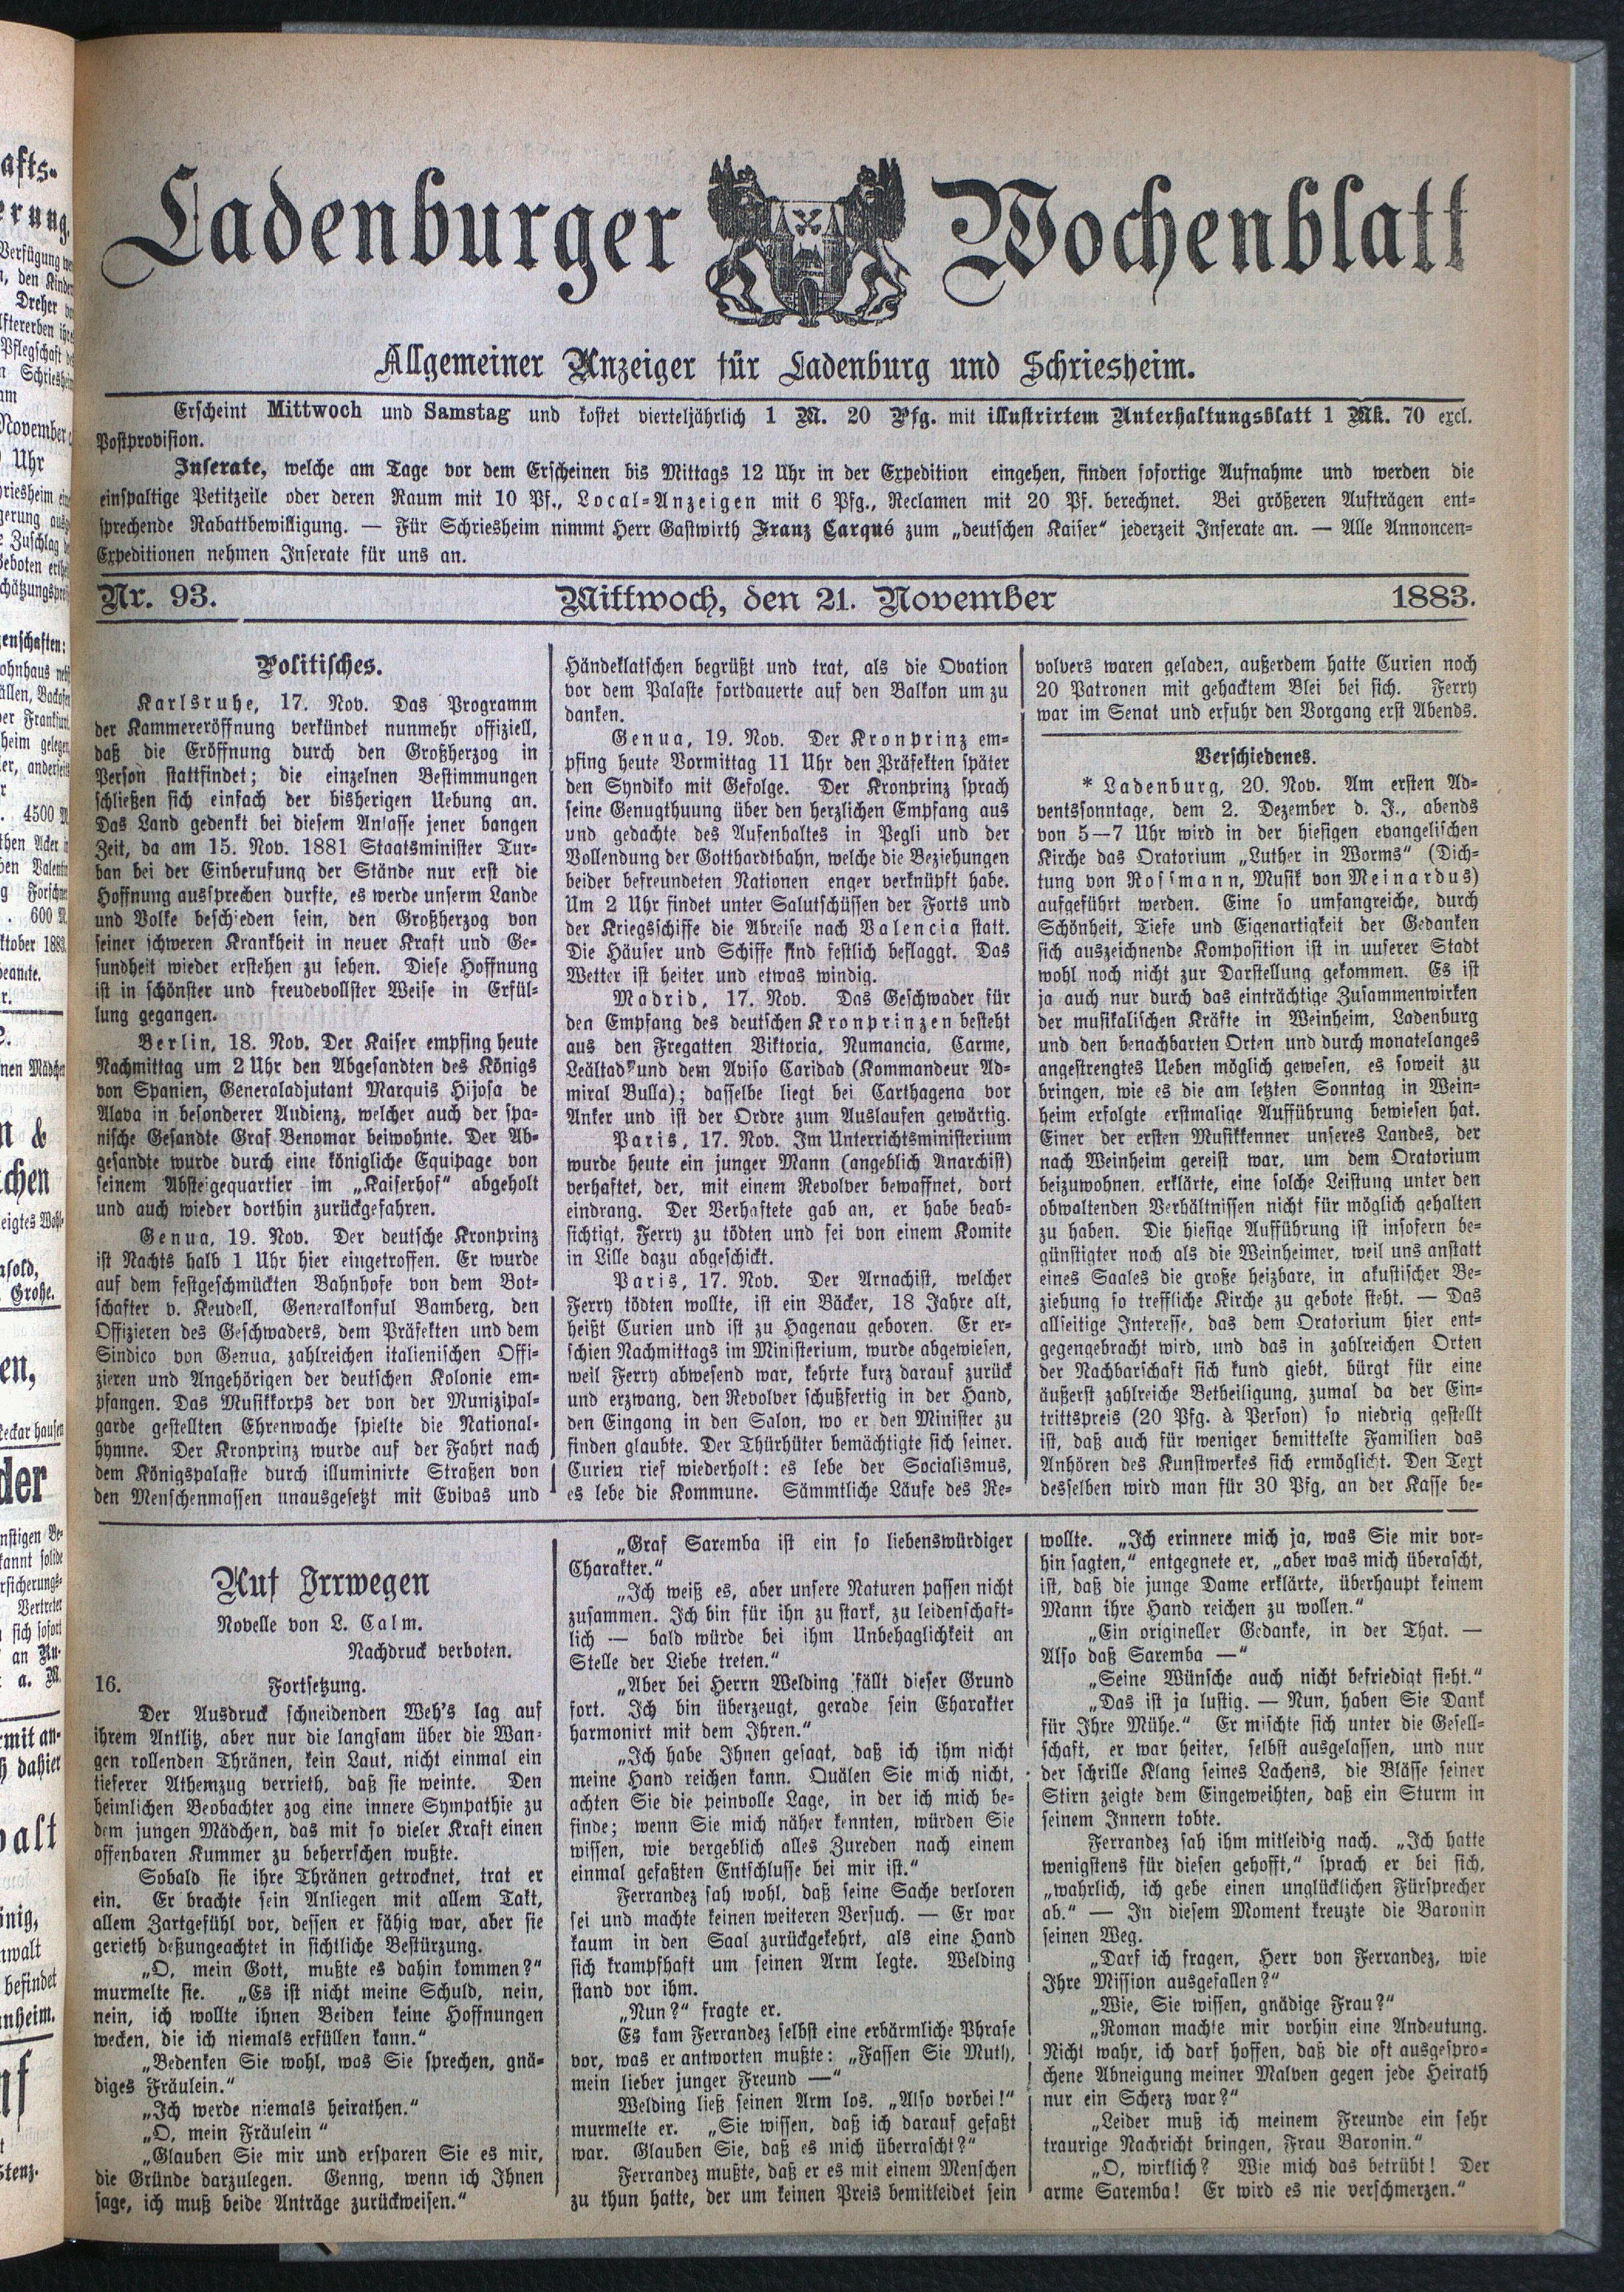 Ladenburger Wochenblatt
Allgemeiner Anzeiger für Ladenburg und Schriesheim.
Erscheint Mittwoch und Samstag und kostet vierteljährlich 1 M. 20 Pfg. mit illustrirtem Unterhaltungsblatt 1 Mk. 70 excl.
Postprovision.
Inserate, welche am Tage vor dem Erscheinen bis Mittags 12 Uhr in der Expedition eingehen, finden sofortige Aufnahme und werden die
einspaltige Petitzeile oder deren Raum mit 10 Pf., Local-Anzeigen mit 6 Pfg., Reclamen mit 20 Pf. berechnet. Bei größeren Aufträgen ent-
sprechende Rabattbewilligung. — Für Schriesheim nimmt Herr Gastwirth Franz Carqué zum „deutschen Kaiser“ jederzeit Inserate an. — Alle Annoncen-
Expeditionen nehmen Inserate für uns an.
Nr. 93. Mittwoch, den 21. November 1883.
Politisches.
Karlsruhe, 17. Nov. Das Programm
der Kammereröffnung verkündet nunmehr offiziell,
daß die Eröffnung durch den Großherzog in
Person stattfindet; die einzelnen Bestimmungen
schließen sich einfach der bisherigen Uebung an.
Das Land gedenkt bei diesem Anlasse jener bangen
Zeit, da am 15. Nov. 1881 Staatsminister Tur-
ban bei der Einberufung der Stände nur erst die
Hoffnung aussprechen durfte, es werde unserm Lande
und Volke beschieden sein, den Großherzog von
seiner schweren Krankheit in neuer Kraft und Ge-
sundheit wieder erstehen zu sehen. Diese Hoffnung
ist in schönster und freudevollster Weise in Erfül-
lung gegangen.
Berlin, 18. Nov. Der Kaiser empfing heute
Nachmittag um 2 Uhr den Abgesandten des Königs
von Spanien, Generaladjutant Marquis Hijosa de
Alava in besonderer Audienz, welcher auch der spa-
nische Gesandte Graf Benomar beiwohnte. Der Ab-
gesandte wurde durch eine königliche Equipage von
seinem Absteigequartier im „Kaiserhof“ abgeholt
und auch wieder dorthin zurückgefahren.
Genua, 19. Nov. Der deutsche Kronprinz
ist Nachts halb 1 Uhr hier eingetroffen. Er wurde
auf dem festgeschmückten Bahnhofe von dem Bot-
schafter v. Keudell, Generalkonsul Bamberg, den
Offizieren des Geschwaders, dem Präfekten und dem
Sindico von Genua, zahlreichen italienischen Offi-
zieren und Angehörigen der deutschen Kolonie em-
pfangen. Das Musikkorps der von der Munizipal-
garde gestellten Ehrenwache spielte die National-
hymne. Der Kronprinz wurde auf der Fahrt nach
dem Königspalaste durch illuminirte Straßen von
den Menschenmassen unausgesetzt mit Evivas und
Händeklatschen begrüßt und trat, als die Ovation
vor dem Palaste fortdauerte auf den Balkon um zu
danken.
Genua, 19. Nov. Der Kronprinz em-
pfing heute Vormittag 11 Uhr den Präfekten später
den Syndiko mit Gefolge. Der Kronprinz sprach
seine Genugthuung über den herzlichen Empfang aus
und gedachte des Aufenhaltes in Pegli und der
Vollendung der Gotthardtbahn, welche die Beziehungen
beider befreundeten Nationen enger verknüpft habe.
Um 2 Uhr findet unter Salutschüssen der Forts und
der Kriegsschiffe die Abreise nach Valencia statt.
Die Häuser und Schiffe sind festlich beflaggt. Das
Wetter ist heiter und etwas windig.
Madrid, 17. Nov. Das Geschwader für
den Empfang des deutschen Kronprinzen besteht
aus den Fregatten Viktoria, Numancia, Carme,
Leältad und dem Aviso Caridad (Kommandeur Ad-
miral Bulla); dasselbe liegt bei Carthagena vor
Anker und ist der Ordre zum Auslaufen gewärtig.
Paris, 17. Nov. Im Unterrichtsministerium
wurde heute ein junger Mann (angeblich Anarchist)
verhaftet, der, mit einem Revolver bewaffnet, dort
eindrang. Der Verhaftete gab an, er habe beab-
sichtigt, Ferry zu tödten und sei von einem Komite
in Lille dazu abgeschickt.
Paris, 17. Nov. Der Arnachist, welcher
Ferry tödten wollte, ist ein Bäcker, 18 Jahre alt,
heißt Curien und ist zu Hagenau geboren. Er er-
schien Nachmittags im Ministerium, wurde abgewiesen,
weil Ferry abwesend war, kehrte kurz darauf zurück
und erzwang, den Revolver schußfertig in der Hand,
den Eingang in den Salon, wo er den Minister zu
finden glaubte. Der Thürhüter bemächtigte sich seiner.
Curien rief wiederholt: es lebe der Socialismus,
es lebe die Kommune. Sämmtliche Läufe des Re-
volvers waren geladen, außerdem hatte Curien noch
20 Patronen mit gehacktem Blei bei sich. Ferry
war im Senat und erfuhr den Vorgang erst Abends.
Verschiedenes.
* Ladenburg, 20. Nov. Am ersten Ad-
ventssonntage, dem 2. Dezember d. J., abends
von 5—7 Uhr wird in der hiesigen evangelischen
Kirche das Oratorium „Luther in Worms“ (Dich-
tung von Rossmann, Musik von Meinardus)
aufgeführt werden. Eine so umfangreiche, durch
Schönheit, Tiefe und Eigenartigkeit der Gedanken
sich auszeichnende Komposition ist in unserer Stadt
wohl noch nicht zur Darstellung gekommen. Es ist
ja auch nur durch das einträchtige Zusammenwirken
der musikalischen Kräfte in Weinheim, Ladenburg
und den benachbarten Orten und durch monatelanges
angestrengtes Ueben möglich gewesen, es soweit zu
bringen, wie es die am letzten Sonntag in Wein-
heim erfolgte erstmalige Aufführung bewiesen hat.
Einer der ersten Musikkenner unseres Landes, der
nach Weinheim gereist war, um dem Oratorium
beizuwohnen, erklärte, eine solche Leistung unter den
obwaltenden Verhältnissen nicht für möglich gehalten
zu haben. Die hiesige Aufführung ist insofern be-
günstigter noch als die Weinheimer, weil uns anstatt
eines Saales die große heizbare, in akustischer Be-
ziehung so treffliche Kirche zu gebote steht. — Das
allseitige Interesse, das dem Oratorium hier ent-
gegengebracht wird, und das in zahlreichen Orten
der Nachbarschaft sich kund giebt, bürgt für eine
äußerst zahlreiche Betheiligung, zumal da der Ein-
trittspreis (20 Pfg. à Person) so niedrig gestellt
ist, daß auch für weniger bemittelte Familien das
Anhören des Kunstwerkes sich ermöglicht. Den Text
desselben wird man für 30 Pfg, an der Kasse be-
Auf Irrwegen
Novelle von L. Calm.
Nachdruck verboten.
16. Fortsetzung.
Der Ausdruck schneidenden Weh's lag auf
ihrem Antlitz, aber nur die langsam über die Wan-
gen rollenden Thränen, kein Laut, nicht einmal ein
tieferer Athemzug verrieth, daß sie weinte. Den
heimlichen Beobachter zog eine innere Sympathie zu
dem jungen Mädchen, das mit so vieler Kraft einen
offenbaren Kummer zu beherrschen wußte.
Sobald sie ihre Thränen getrocknet, trat er
ein. Er brachte sein Anliegen mit allem Takt,
allem Zartgefühl vor, dessen er fähig war, aber sie
gerieth deßungeachtet in sichtliche Bestürzung.
„O, mein Gott, mußte es dahin kommen?“
murmelte sie. „Es ist nicht meine Schuld, nein,
nein, ich wollte ihnen Beiden keine Hoffnungen
wecken, die ich niemals erfüllen kann.“
„Bedenken Sie wohl, was Sie sprechen, gnä-
diges Fräulein.“
„Ich werde niemals heirathen.“
„O, mein Fräulein “
„Glauben Sie mir und ersparen Sie es mir,
die Gründe darzulegen. Genng, wenn ich Ihnen
sage, ich muß beide Anträge zurückweisen.“
„Graf Saremba ist ein so liebenswürdiger
Charakter.“
„Ich weiß es, aber unsere Naturen passen nicht
zusammen. Ich bin für ihn zu stark, zu leidenschaft-
lich — bald würde bei ihm Unbehaglichkeit an
Stelle der Liebe treten.“
„Aber bei Herrn Welding fällt dieser Grund
fort. Ich bin überzeugt, gerade sein Charakter
harmonirt mit dem Ihren.“
„Ich habe Ihnen gesagt, daß ich ihm nicht
meine Hand reichen kann. Quälen Sie mich nicht,
achten Sie die peinvolle Lage, in der ich mich be-
finde; wenn Sie mich näher kennten, würden Sie
wissen, wie vergeblich alles Zureden nach einem
einmal gefaßten Entschlusse bei mir ist.“
Ferrandez sah wohl, daß seine Sache verloren
sei und machte keinen weiteren Versuch. — Er war
kaum in den Saal zurückgekehrt, als eine Hand
sich krampfhaft um seinen Arm legte. Welding
stand vor ihm.
„Nun?“ fragte er.
Es kam Ferrandez selbst eine erbärmliche Phrase
vor, was er antworten mußte: „Fassen Sie Muth,
mein lieber junger Freund —“
Welding ließ seinen Arm los. „Also vorbei!“
murmelte er. „Sie wissen, daß ich darauf gefaßt
war. Glauben Sie, daß es mich überrascht?“
Ferrandez mußte, daß er es mit einem Menschen
zu thun hatte, der um keinen Preis bemitleidet sein
wollte. „Ich erinnere mich ja, was Sie mir vor-
hin sagten,“ entgegnete er, „aber was mich überascht,
ist, daß die junge Dame erklärte, überhaupt keinem
Mann ihre Hand reichen zu wollen.“
„Ein origineller Gedanke, in der That. —
Also daß Saremba —“
„Seine Wünsche auch nicht befriedigt sieht.“
„Das ist ja lustig. — Nun, haben Sie Dank
für Ihre Mühe.“ Er mischte sich unter die Gesell-
schaft, er war heiter, selbst ausgelassen, und nur
der schrille Klang seines Lachens, die Blässe seiner
Stirn zeigte dem Eingeweihten, daß ein Sturm in
seinem Innern tobte.
Ferrandez sah ihm mitleidig nach. „Ich hatte
wenigstens für diesen gehofft,“ sprach er bei sich,
„wahrlich, ich gebe einen unglücklichen Fürsprecher
ab.“ — In diesem Moment kreuzte die Baronin
seinen Weg.
„Darf ich fragen, Herr von Ferrandez, wie
Ihre Mission ausgefallen?“
„Wie, Sie wissen, gnädige Frau?“
„Roman machte mir vorhin eine Andeutung.
Nicht wahr, ich darf hoffen, daß die oft ausgespro-
chene Abneigung meiner Malven gegen jede Heirath
nur ein Scherz war?“
„Leider muß ich meinem Freunde ein sehr
traurige Nachricht bringen, Frau Baronin.“
„O, wirklich? Wie mich das betrübt! Der
arme Saremba! Er wird es nie verschmerzen.“